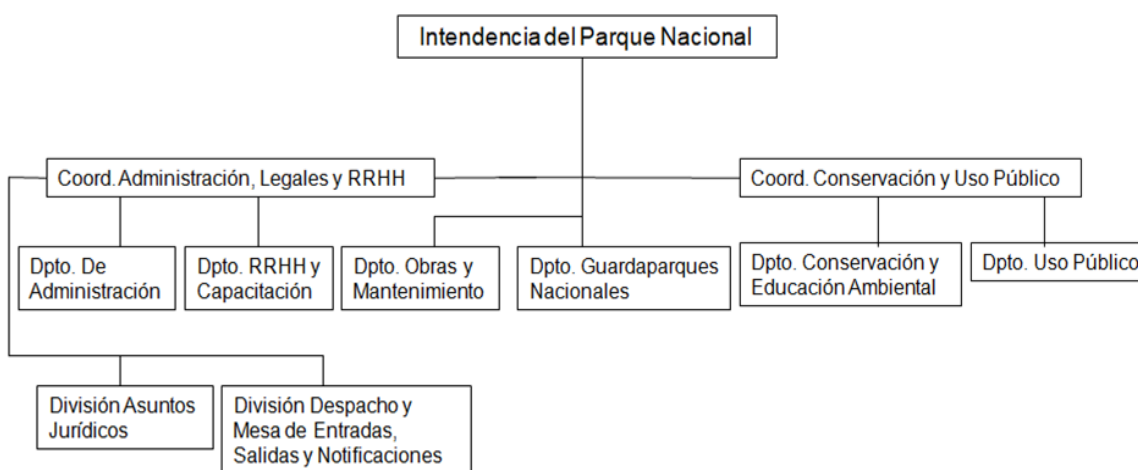 Intendencia del Parque Nacional
Coord. Administración, Legales y RRHH
Coord. Conservación y Uso Público
Dpto. De
Administración
Dpto. RRHH y
Capacitación
Dpto. Obras y
Mantenimiento
Dpto. Guardaparques
Nacionales
Dpto. Conservación y
Educación Ambiental
Dpto. Uso Público
División Asuntos
Jurídicos
División Despacho y
Mesa de Entradas,
Salidas y Notificaciones